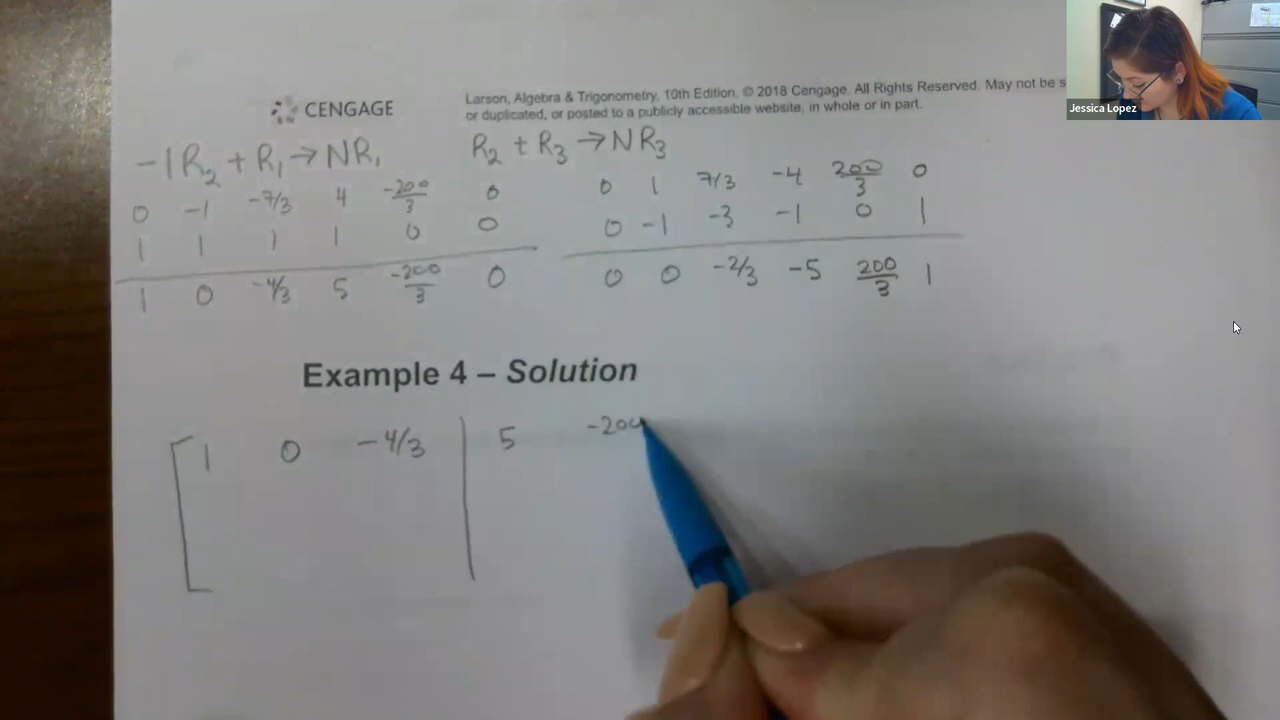 CENGAGE
Larson, Algebra & Trigonometry, 10th Edition. © 2018 Cengage. All Rights Reserved. May not be s
or duplicated, or posted to a publicly accessible website, in whole or in part.
Jessica Lopez
-1R₂ + R₁ → NR₁
0 -1 -7/3 4 -200/3 0
1 1 1 1 0 0
1 0 -4/3 5 -200/3 0
R₂ + R₃ → NR₃
0 1 7/3 -4 200/3 0
0 -1 -3 -1 0 1
0 0 -2/3 -5 200/3 1
Example 4 – Solution
1 0 -4/3 | 5 -200